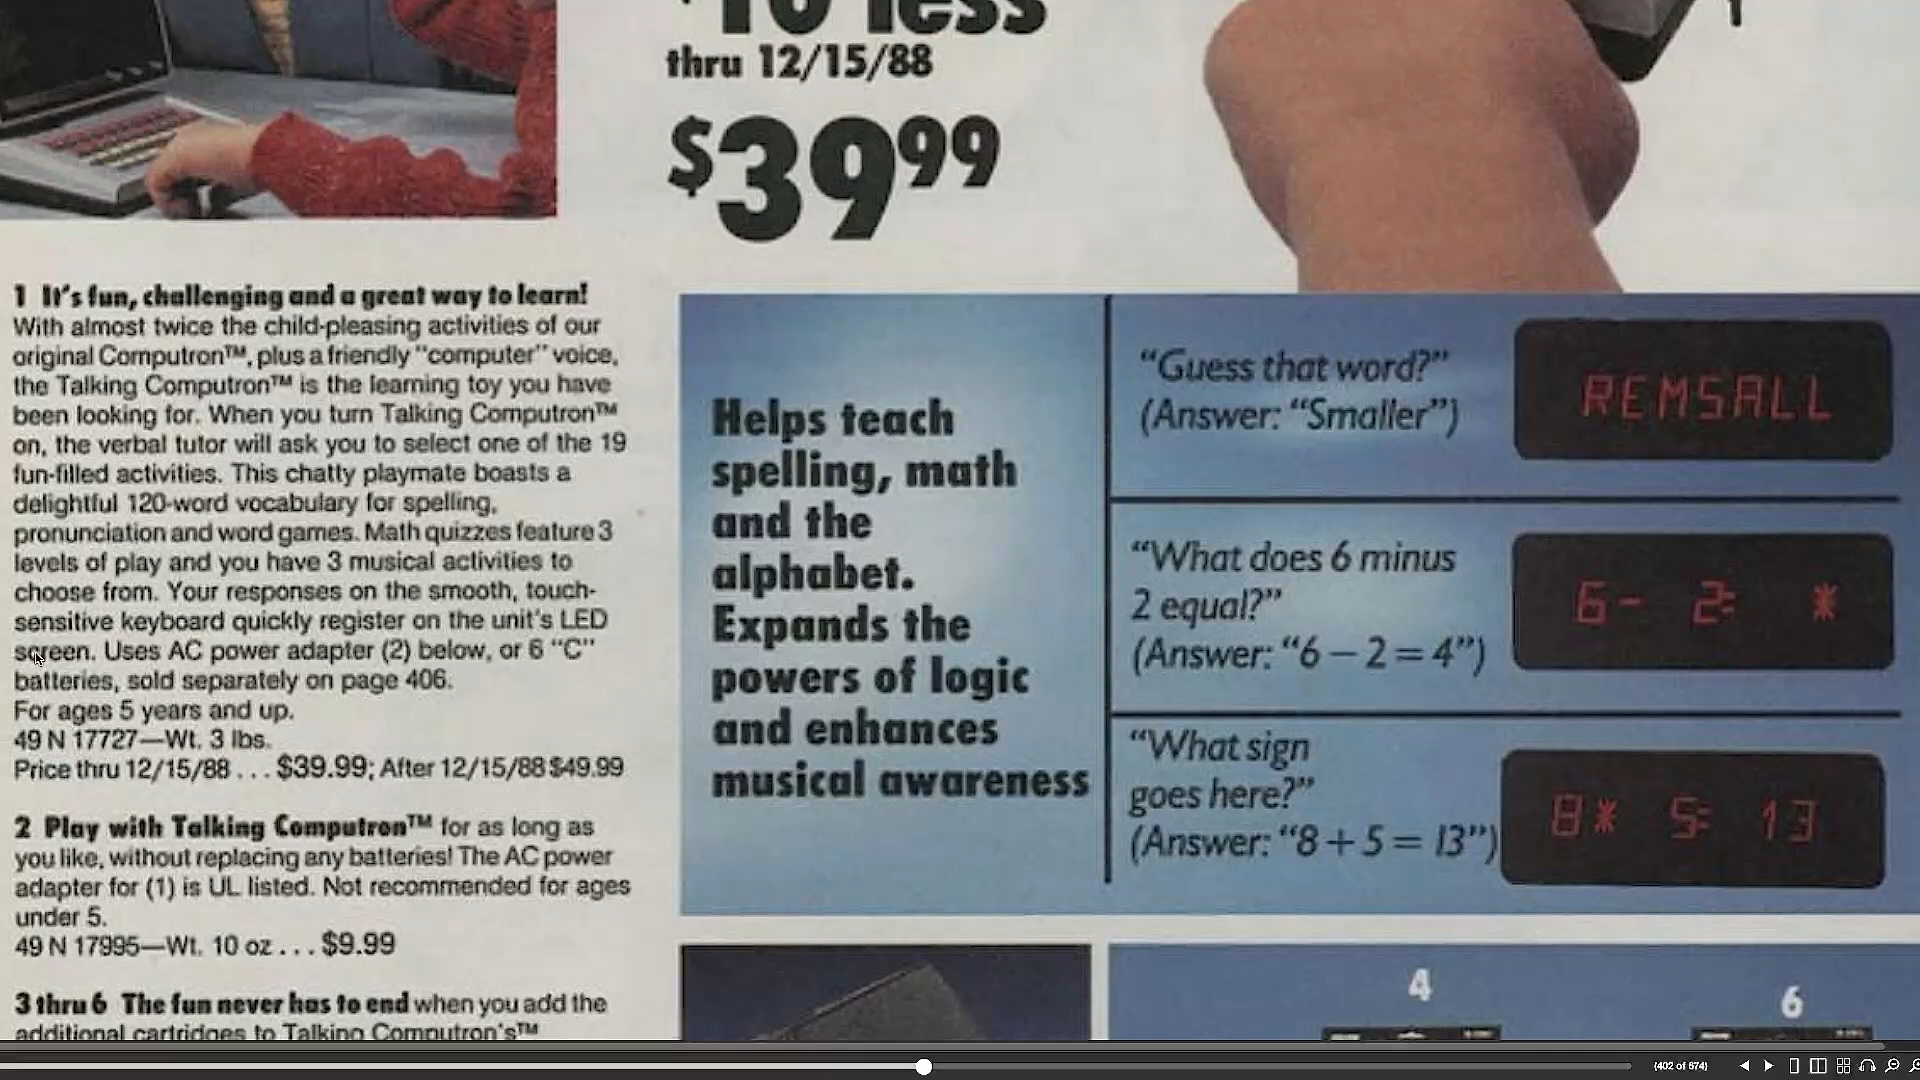 $10 less
thru 12/15/88
$39.99
1 It's fun, challenging and a great way to learn!
With almost twice the child-pleasing activities of our
original Computron™, plus a friendly "computer" voice,
the Talking Computron™ is the learning toy you have
been looking for. When you turn Talking Computron™
on, the verbal tutor will ask you to select one of the 19
fun-filled activities. This chatty playmate boasts a
delightful 120-word vocabulary for spelling,
pronunciation and word games. Math quizzes feature 3
levels of play and you have 3 musical activities to
choose from. Your responses on the smooth, touch-
sensitive keyboard quickly register on the unit's LED
screen. Uses AC power adapter (2) below, or 6 "C"
batteries, sold separately on page 406.
For ages 5 years and up.
49 N 17727—Wt. 3 lbs.
Price thru 12/15/88 . . . $39.99; After 12/15/88 $49.99
2 Play with Talking Computron™ for as long as
you like, without replacing any batteries! The AC power
adapter for (1) is UL listed. Not recommended for ages
under 5.
49 N 17995—Wt. 10 oz . . . $9.99
3 thru 6 The fun never has to end when you add the
additional cartridges to Talking Computron's™
Helps teach
spelling, math
and the
alphabet.
Expands the
powers of logic
and enhances
musical awareness
"Guess that word?"
(Answer: "Smaller")
REMSALL
"What does 6 minus
2 equal?"
(Answer: "6 – 2 = 4")
6- 2= *
"What sign
goes here?"
(Answer: "8 + 5 = 13")
8* 5= 13
4
6
(402 of 674)